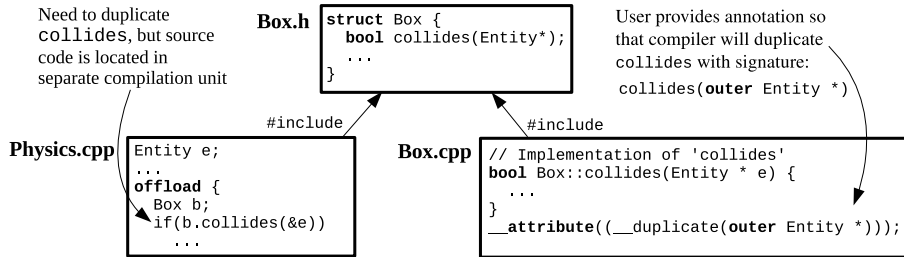 Need to duplicate
collides, but source
code is located in
separate compilation unit
Box.h
struct Box {
bool collides(Entity*);
...
}
User provides annotation so
that compiler will duplicate
collides with signature:
collides(outer Entity *)
#include
#include
Physics.cpp
Entity e;
...
offload {
Box b;
if(b.collides(&e))
...
Box.cpp
// Implementation of 'collides'
bool Box::collides(Entity * e) {
...
}
__attribute((__duplicate(outer Entity *)));